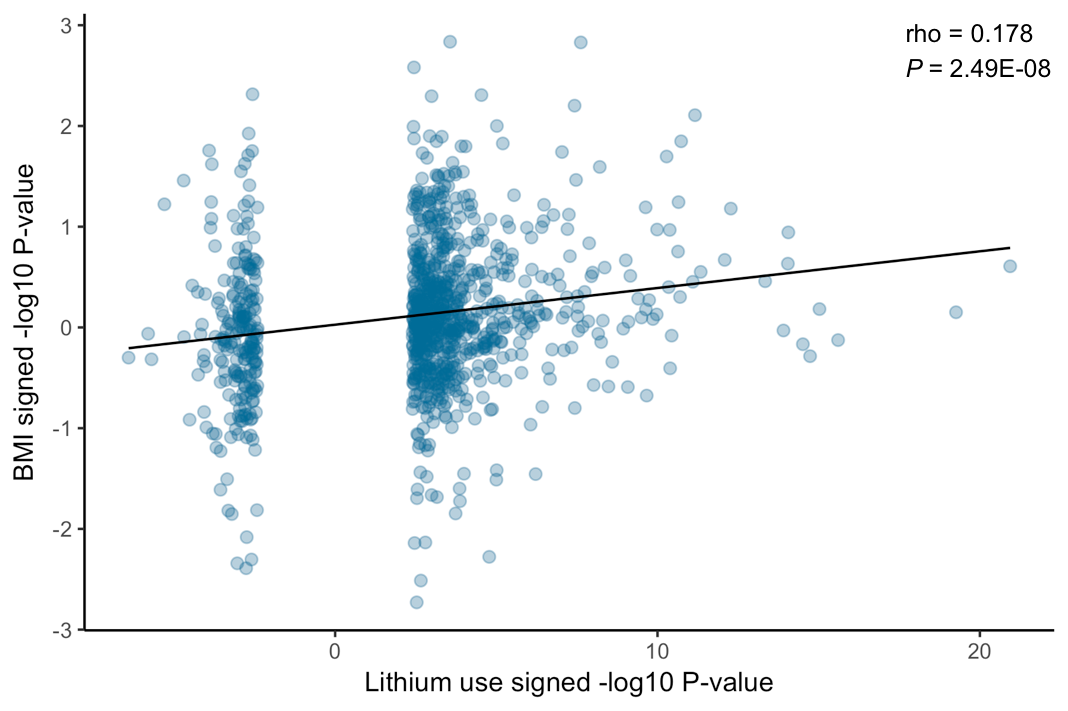 rho = 0.178
P = 2.49E-08
BMI signed -log10 P-value
3
2
1
0
-1
-2
-3
0
10
20
Lithium use signed -log10 P-value